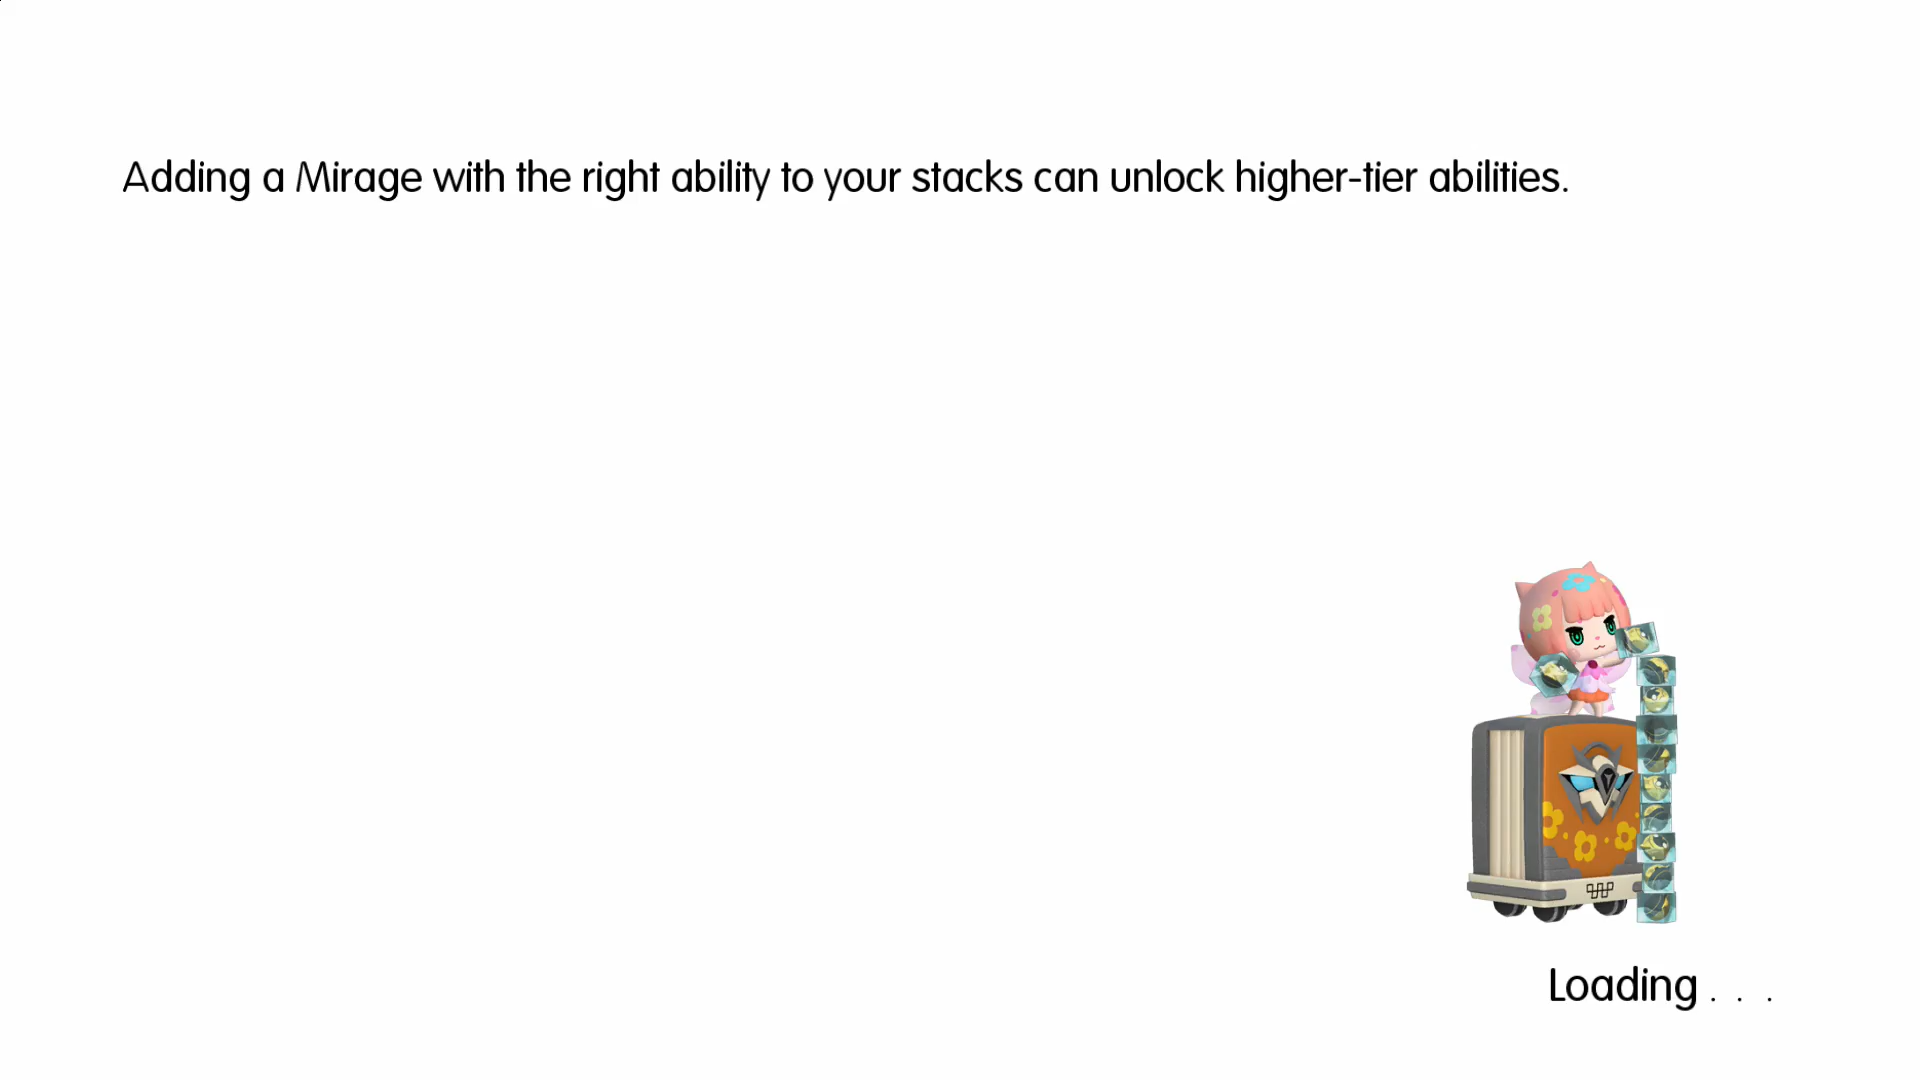 Adding a Mirage with the right ability to your stacks can unlock higher-tier abilities.
Loading . . .